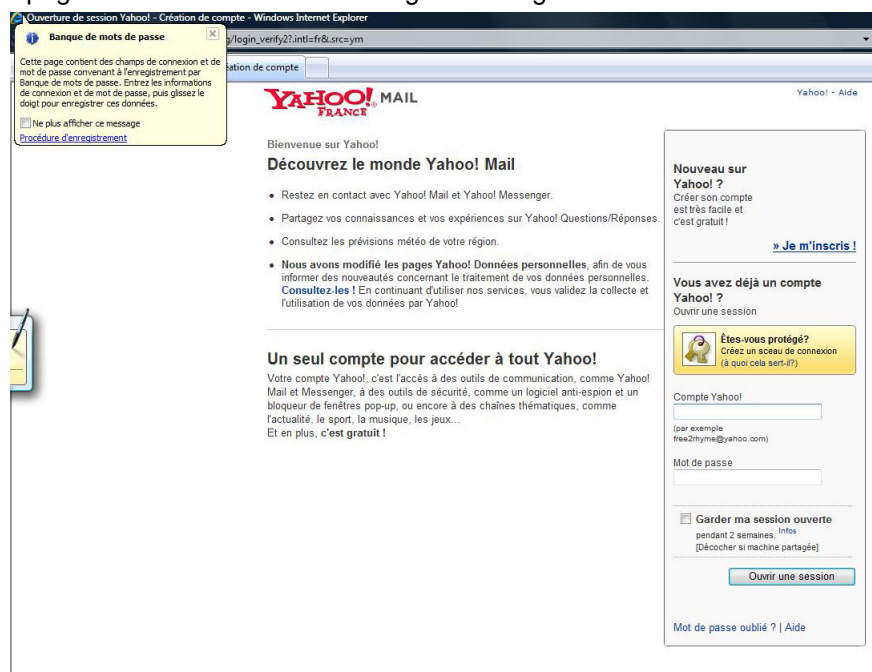 Ouverture de session Yahoo! - Création de compte - Windows Internet Explorer
Banque de mots de passe
Cette page contient des champs de connexion et de
mot de passe convenant à l'enregistrement par
Banque de mots de passe. Entrez les informations
de connexion et de mot de passe, puis glissez le
doigt pour enregistrer ces données.
Ne plus afficher ce message
Procédure d'enregistrement
/login_verify2?.intl=fr&.src=ym
éation de compte
YAHOO! MAIL
FRANCE
Yahoo! - Aide
Bienvenue sur Yahoo!
Découvrez le monde Yahoo! Mail
• Restez en contact avec Yahoo! Mail et Yahoo! Messenger.
• Partagez vos connaissances et vos expériences sur Yahoo! Questions/Réponses.
• Consultez les prévisions météo de votre région.
• Nous avons modifié les pages Yahoo! Données personnelles, afin de vous
informer des nouveautés concernant le traitement de vos données personnelles.
Consultez-les ! En continuant d'utiliser nos services, vous validez la collecte et
l'utilisation de vos données par Yahoo!
Un seul compte pour accéder à tout Yahoo!
Votre compte Yahoo!, c'est l'accès à des outils de communication, comme Yahoo!
Mail et Messenger, à des outils de sécurité, comme un logiciel anti-espion et un
bloqueur de fenêtres pop-up, ou encore à des chaînes thématiques, comme
l'actualité, le sport, la musique, les jeux...
Et en plus, c'est gratuit !
Nouveau sur
Yahoo! ?
Créer son compte
est très facile et
c'est gratuit !
» Je m'inscris !
Vous avez déjà un compte
Yahoo! ?
Ouvrir une session
Êtes-vous protégé?
Créez un sceau de connexion
(à quoi cela sert-il?)
Compte Yahoo!
(par exemple
free2rhyme@yahoo.com)
Mot de passe
Garder ma session ouverte
pendant 2 semaines. Infos
[Décocher si machine partagée]
Ouvrir une session
Mot de passe oublié ? | Aide